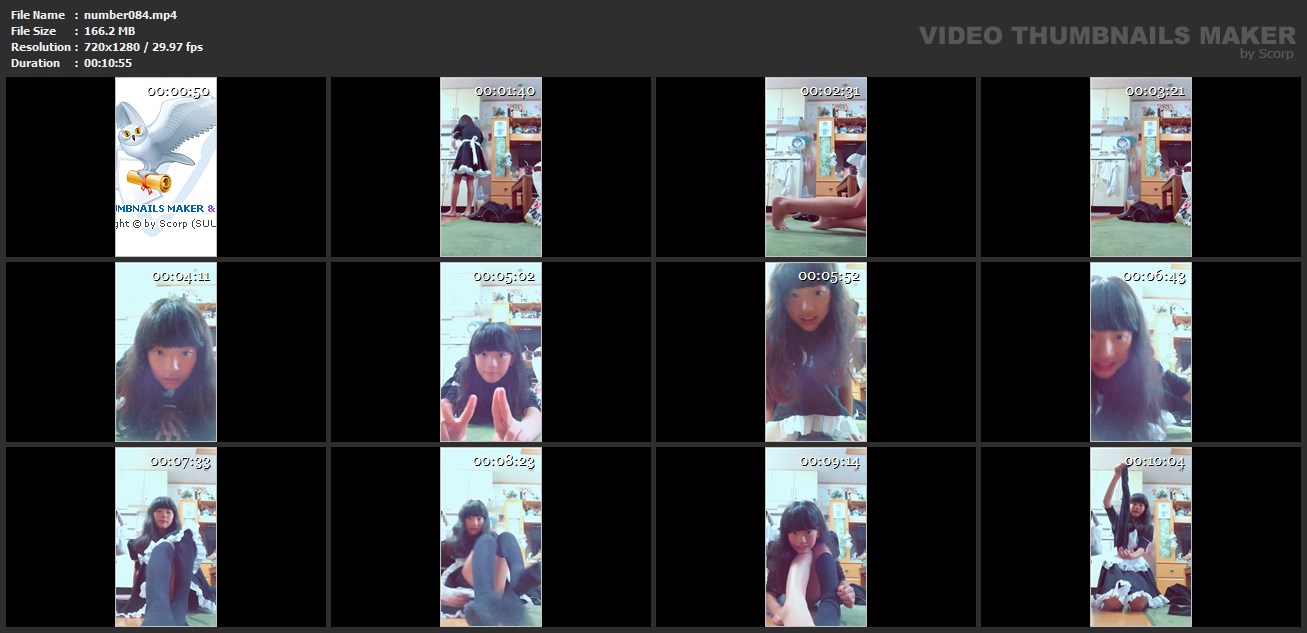 File Name : number084.mp4
File Size : 166.2 MB
Resolution : 720x1280 / 29.97 fps
Duration : 00:10:55
VIDEO THUMBNAILS MAKER
by Scorp
00:00:50
00:01:40
00:02:31
00:03:21
MBNAILS MAKER &
ght © by Scorp (SUU
00:04:11
00:05:02
00:05:52
00:06:43
00:07:33
00:08:23
00:09:14
00:10:04